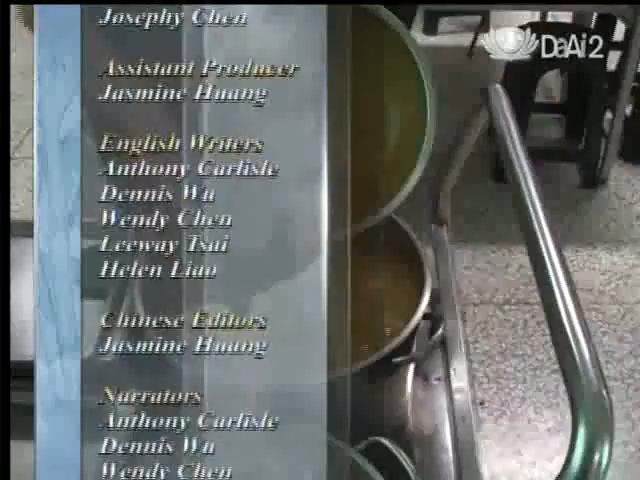 Josephy Chen
DaAi2
Assistant Producer
Jasmine Huang
English Writers
Anthony Carlisle
Dennis Wu
Wendy Chen
Leeway Tsai
Helen Liao
Chinese Editors
Jasmine Huang
Narrators
Anthony Carlisle
Dennis Wu
Wendy Chen